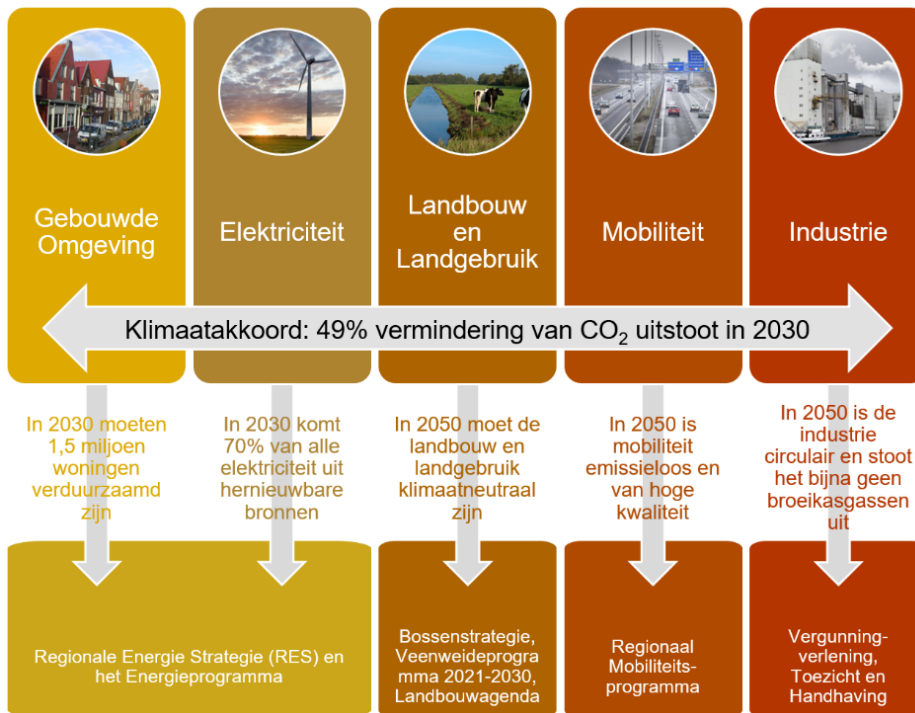 Gebouwde
Omgeving
Elektriciteit
Landbouw
en
Landgebruik
Mobiliteit
Industrie
Klimaatakkoord: 49% vermindering van CO₂ uitstoot in 2030
In 2030 moeten
1,5 miljoen
woningen
verduurzaamd
zijn
In 2030 komt
70% van alle
elektriciteit uit
hernieuwbare
bronnen
In 2050 moet de
landbouw en
landgebruik
klimaatneutraal
zijn
In 2050 is
mobiliteit
emissieloos en
van hoge
kwaliteit
In 2050 is de
industrie
circulair en stoot
het bijna geen
broeikasgassen
uit
Regionale Energie Strategie (RES) en
het Energieprogramma
Bossenstrategie,
Veenweideprogra
mma 2021-2030,
Landbouwagenda
Regionaal
Mobiliteits-
programma
Vergunning-
verlening,
Toezicht en
Handhaving